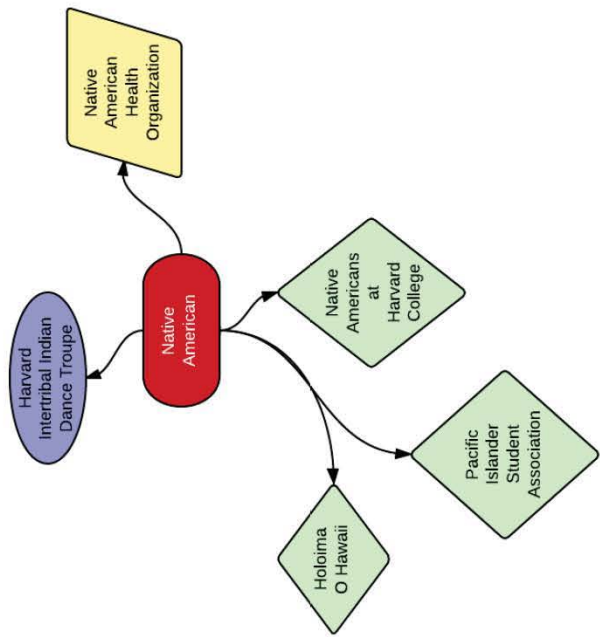 Native
American
Health
Organization
Harvard
Intertribal Indian
Dance Troupe
Native
American
Native
Americans
at
Harvard
College
Holoima
O Hawaii
Pacific
Islander
Student
Association